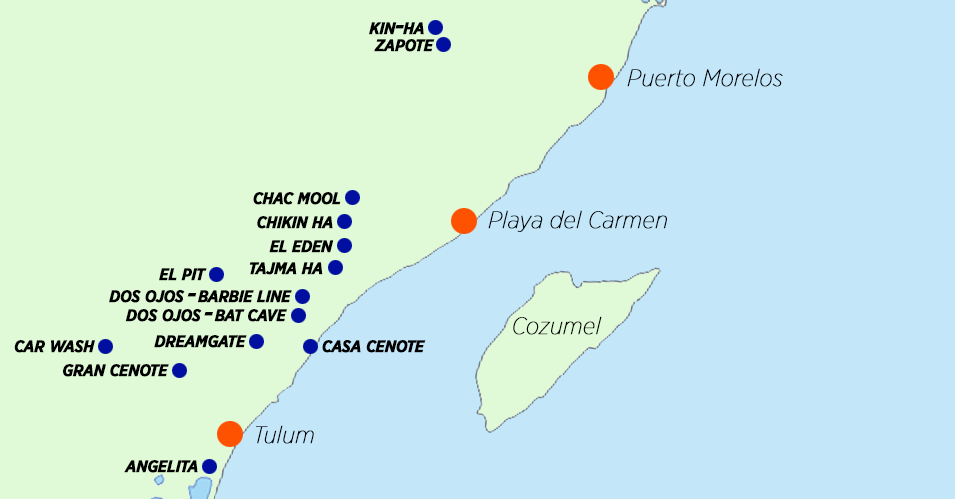 KIN-HA
ZAPOTE
Puerto Morelos
CHAC MOOL
CHIKIN HA
Playa del Carmen
EL EDEN
TAJMA HA
EL PIT
DOS OJOS - BARBIE LINE
DOS OJOS - BAT CAVE
Cozumel
DREAMGATE
CAR WASH
CASA CENOTE
GRAN CENOTE
Tulum
ANGELITA